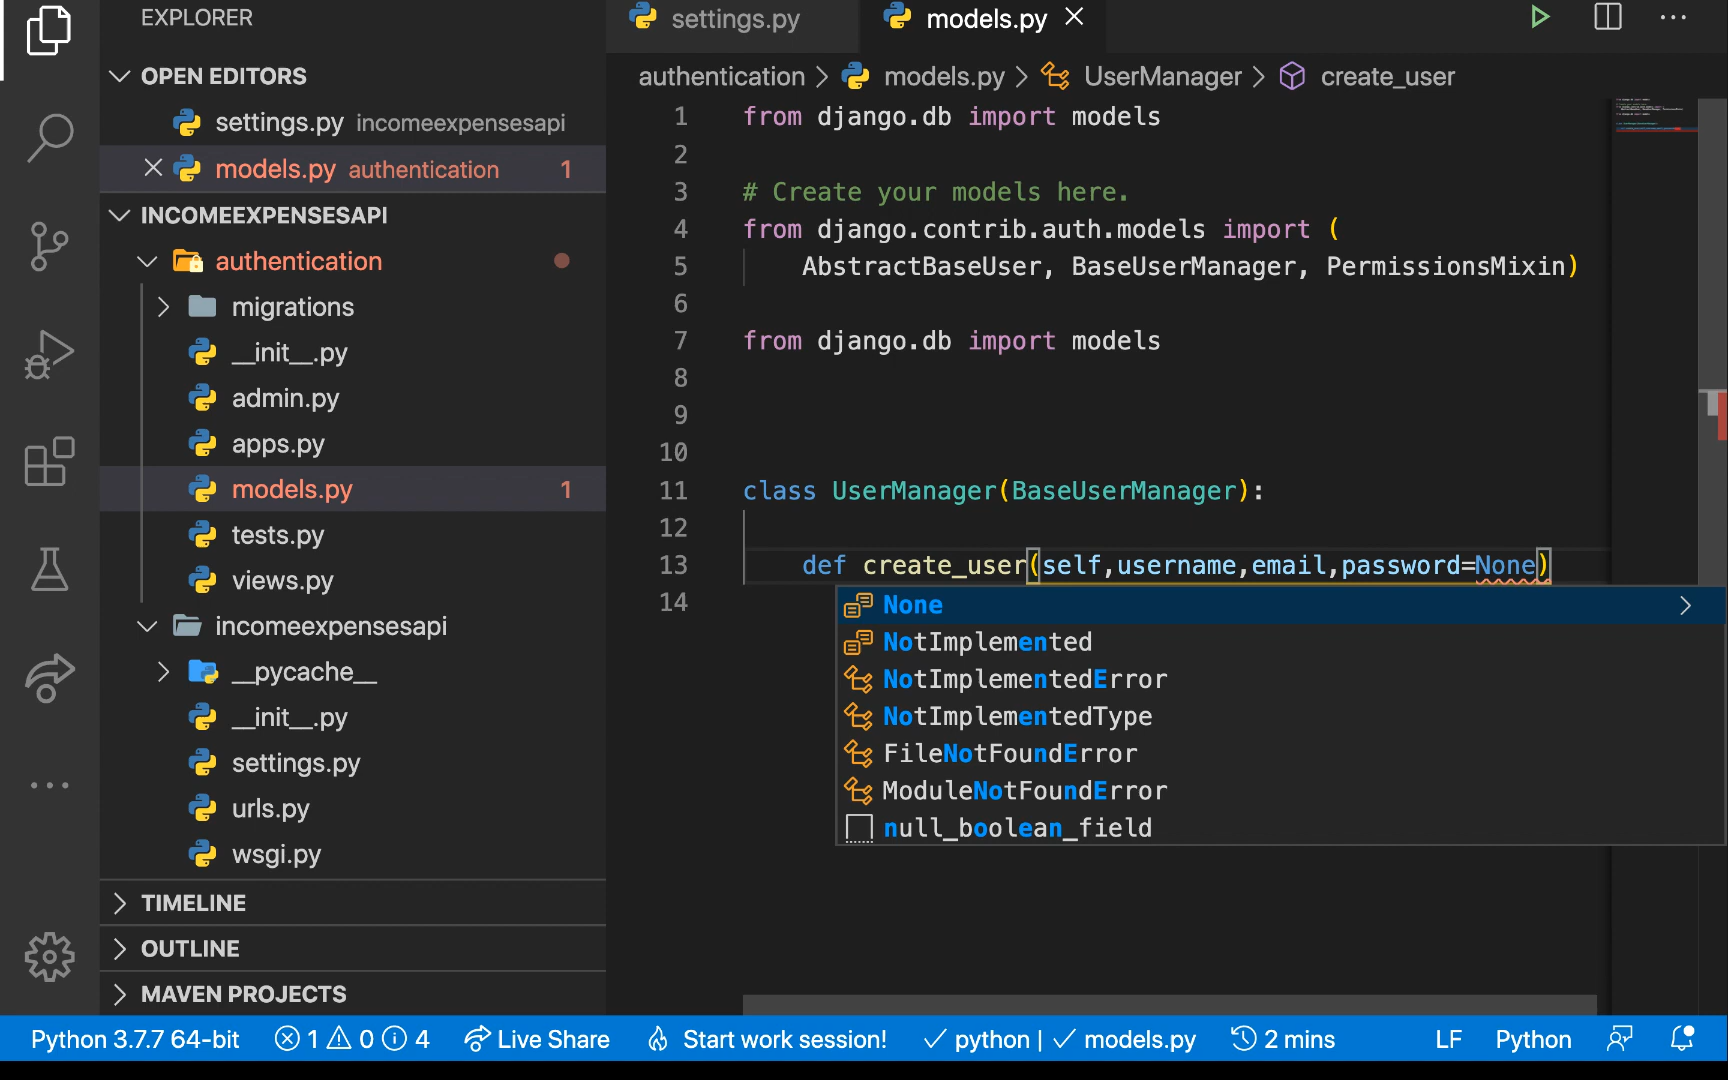 EXPLORER
OPEN EDITORS
settings.py incomeexpensesapi
models.py authentication 1
INCOMEEXPENSESAPI
authentication
migrations
__init__.py
admin.py
apps.py
models.py 1
tests.py
views.py
incomeexpensesapi
__pycache__
__init__.py
settings.py
urls.py
wsgi.py
TIMELINE
OUTLINE
MAVEN PROJECTS
settings.py models.py
authentication > models.py > UserManager > create_user
1 from django.db import models
2
3 # Create your models here.
4 from django.contrib.auth.models import (
5 AbstractBaseUser, BaseUserManager, PermissionsMixin)
6
7 from django.db import models
8
9
10
11 class UserManager(BaseUserManager):
12
13 def create_user(self,username,email,password=None)
14
None
NotImplemented
NotImplementedError
NotImplementedType
FileNotFoundError
ModuleNotFoundError
null_boolean_field
Python 3.7.7 64-bit 1 0 4 Live Share Start work session! ✓ python | ✓ models.py 2 mins LF Python